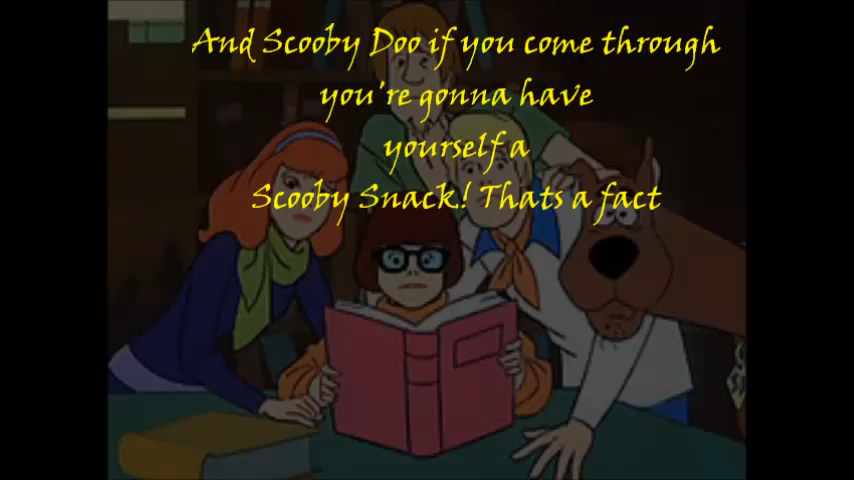 And Scooby Doo if you come through
you're gonna have
yourself a
Scooby Snack! Thats a fact